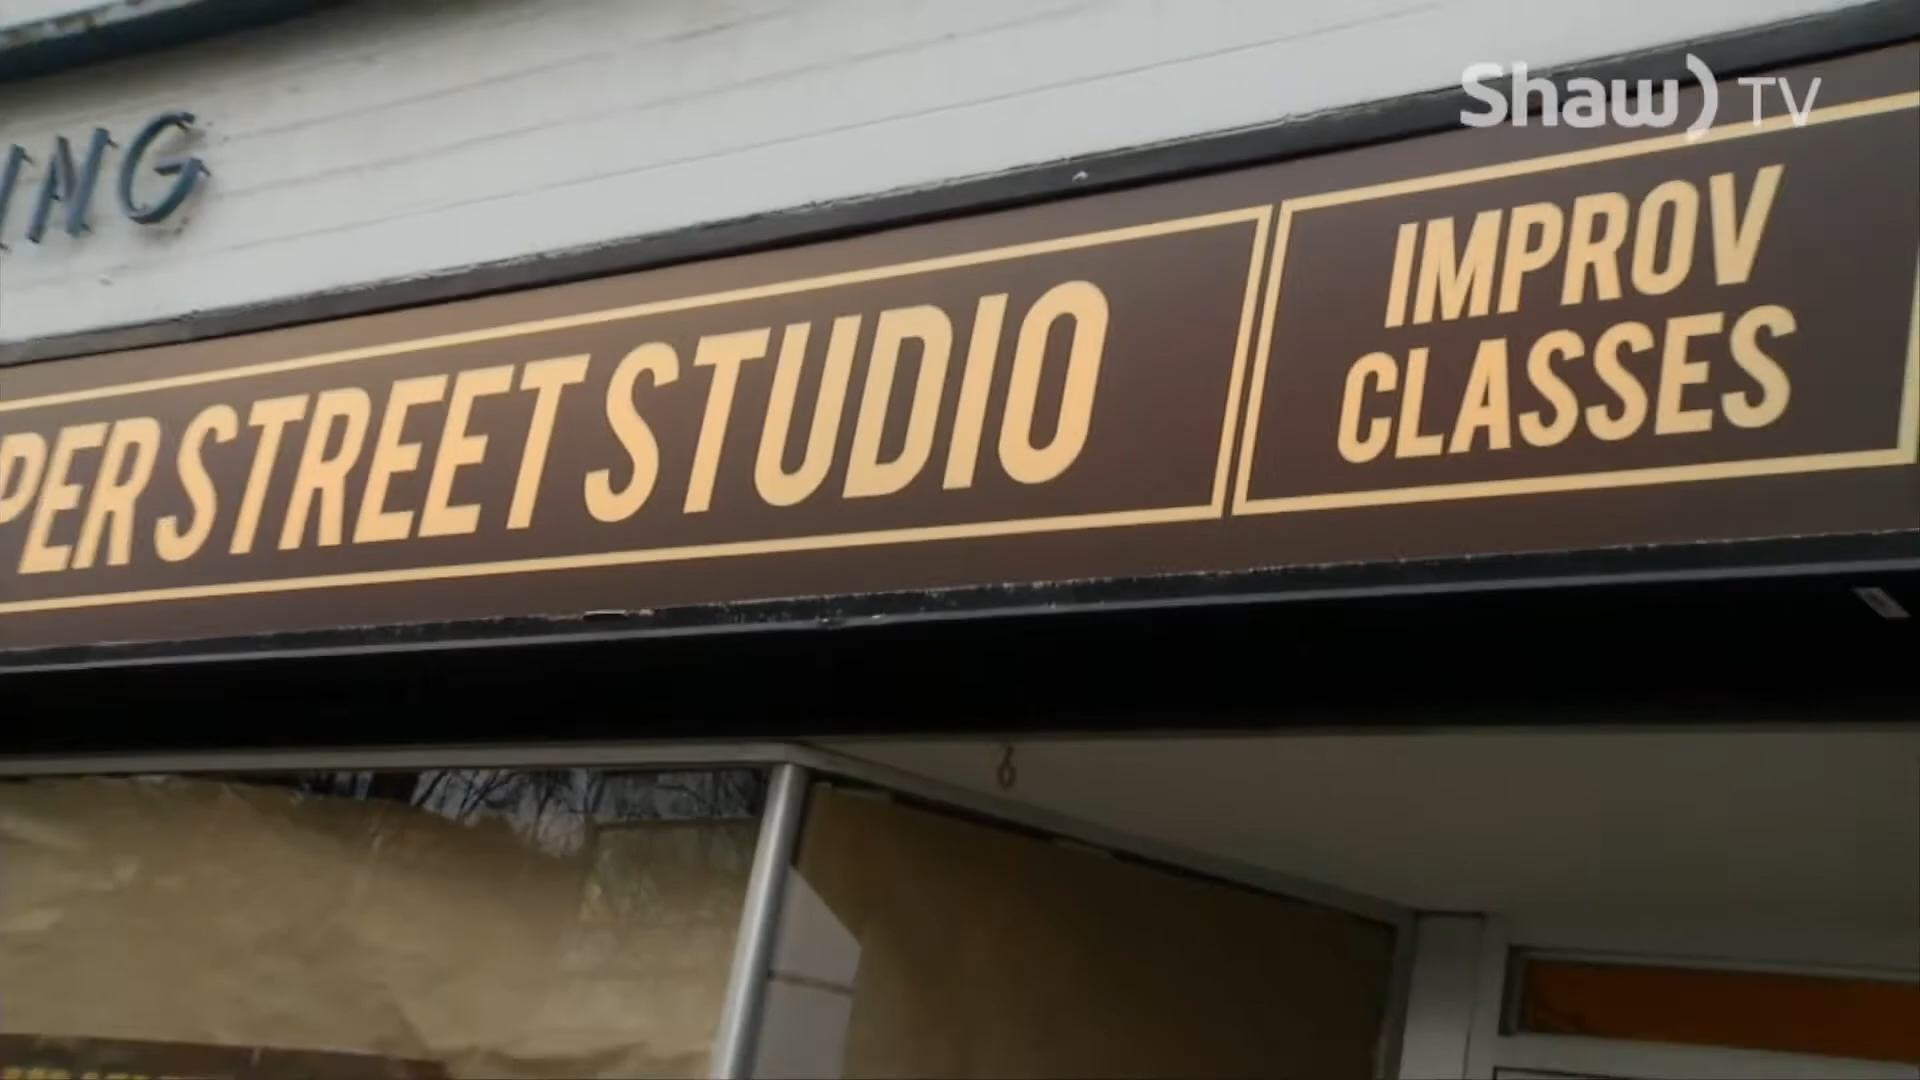 Shaw) TV
ING
PER STREET STUDIO
IMPROV
CLASSES